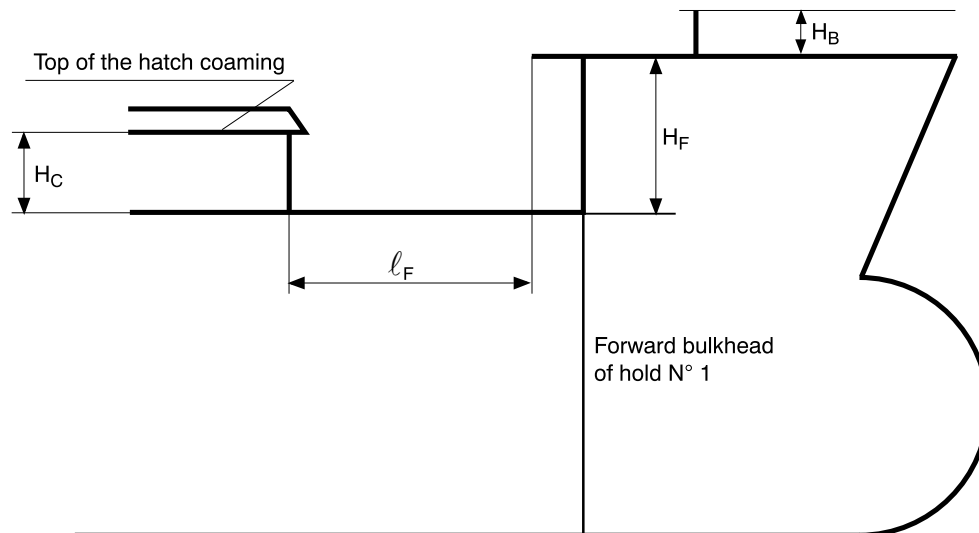 H_B
Top of the hatch coaming
H_F
H_C
ℓ_F
Forward bulkhead
of hold N° 1